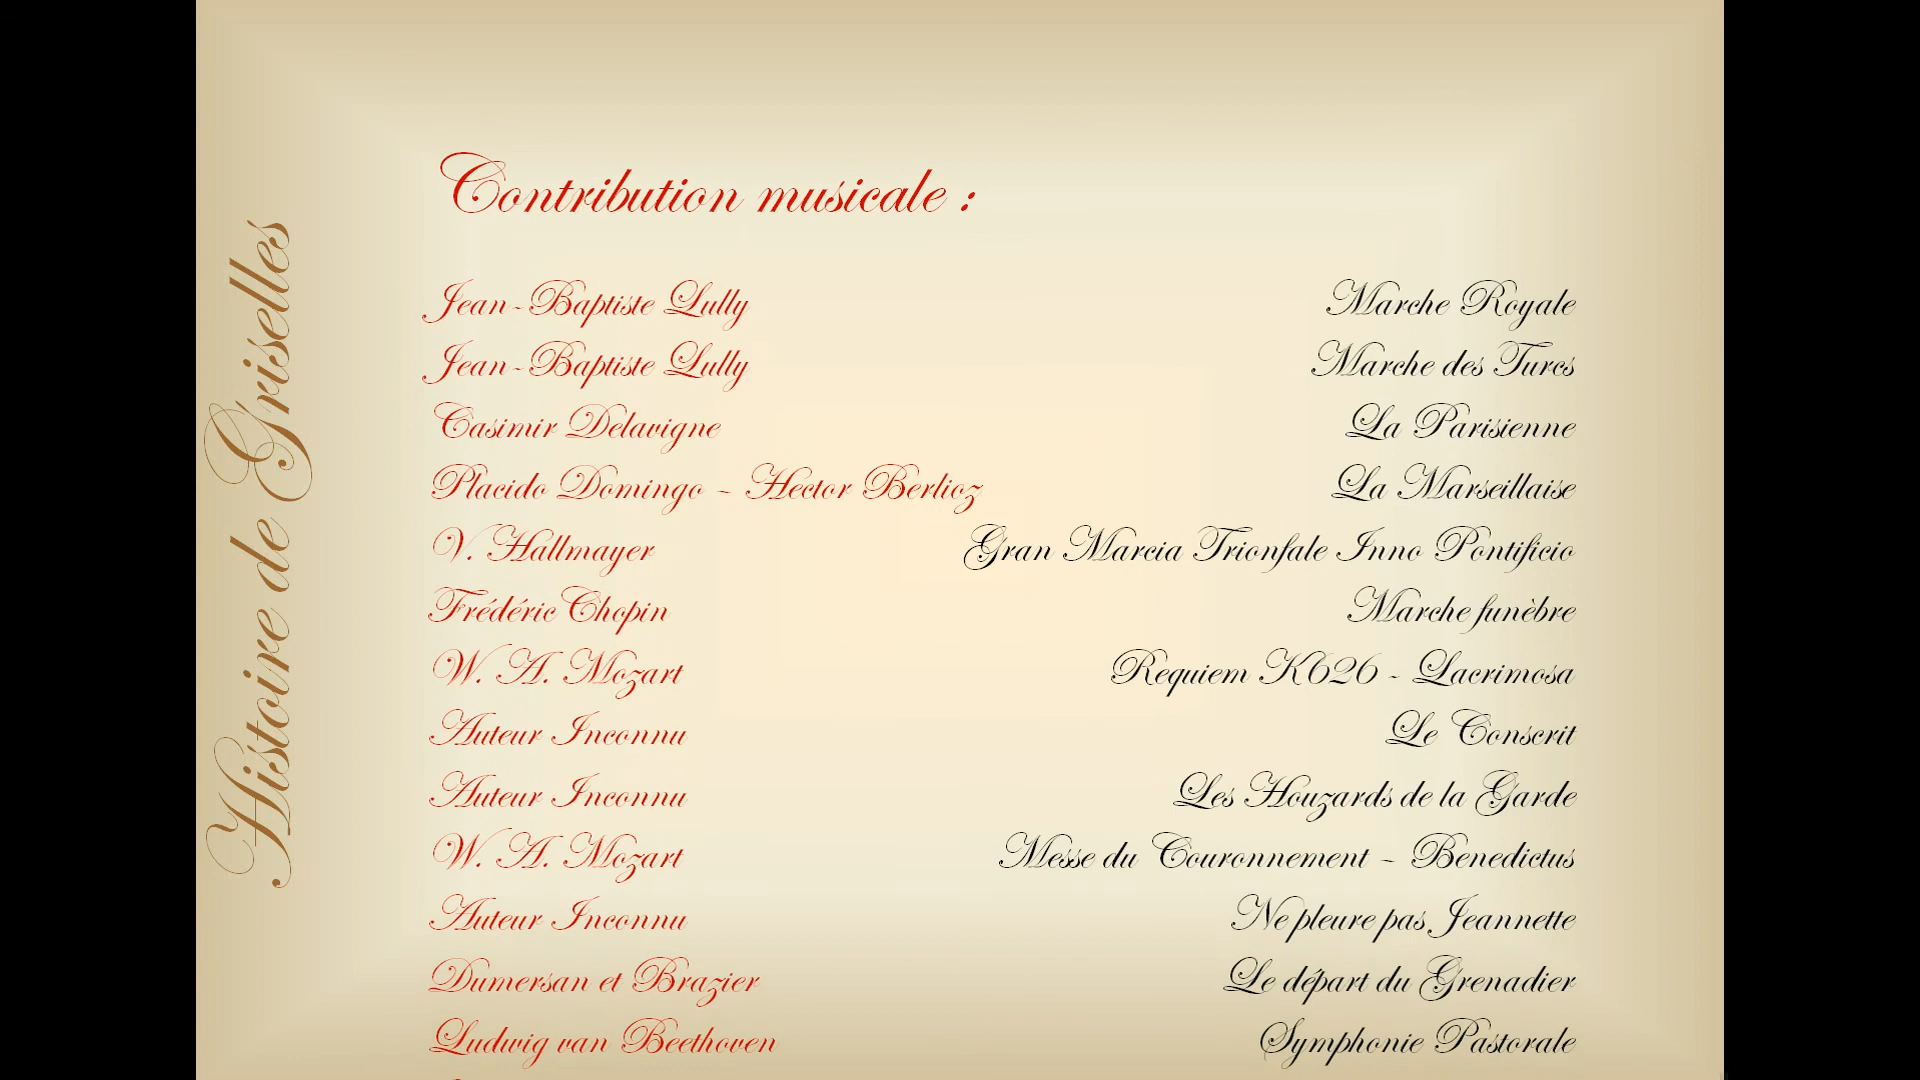 Histoire de Griselles
Contribution musicale :
Jean-Baptiste Lully Marche Royale
Jean-Baptiste Lully Marche des Turcs
Casimir Delavigne La Parisienne
Placido Domingo – Hector Berlioz La Marseillaise
V. Hallmayer Gran Marcia Trionfale Inno Pontificio
Frédéric Chopin Marche funèbre
W. A. Mozart Requiem K626 - Lacrimosa
Auteur Inconnu Le Conscrit
Auteur Inconnu Les Houzards de la Garde
W. A. Mozart Messe du Couronnement – Benedictus
Auteur Inconnu Ne pleure pas Jeannette
Dumersan et Brazier Le départ du Grenadier
Ludwig van Beethoven Symphonie Pastorale